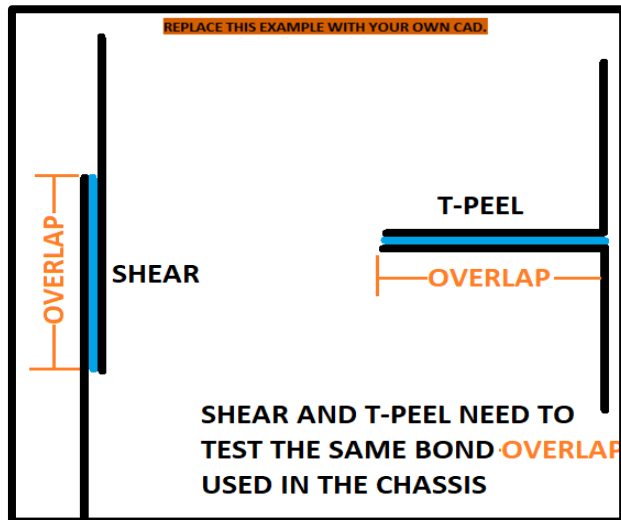 REPLACE THIS EXAMPLE WITH YOUR OWN CAD.
OVERLAP
SHEAR
T-PEEL
OVERLAP
SHEAR AND T-PEEL NEED TO
TEST THE SAME BOND OVERLAP
USED IN THE CHASSIS